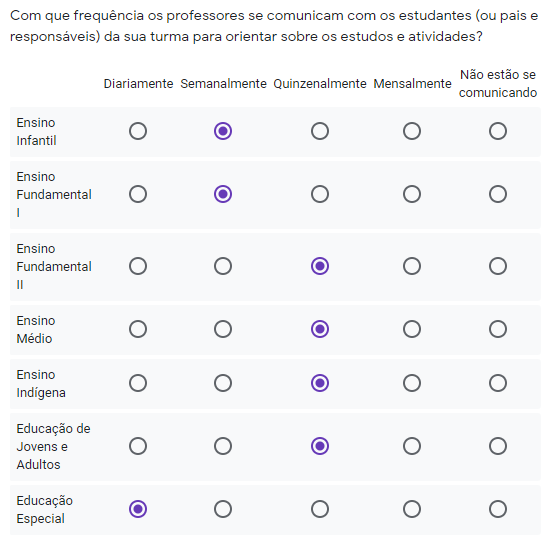 Com que frequência os professores se comunicam com os estudantes (ou pais e
responsáveis) da sua turma para orientar sobre os estudos e atividades?
Diariamente Semanalmente Quinzenalmente Mensalmente Não estão se
comunicando
Ensino
Infantil
Ensino
Fundamental
I
Ensino
Fundamental
II
Ensino
Médio
Ensino
Indígena
Educação de
Jovens e
Adultos
Educação
Especial